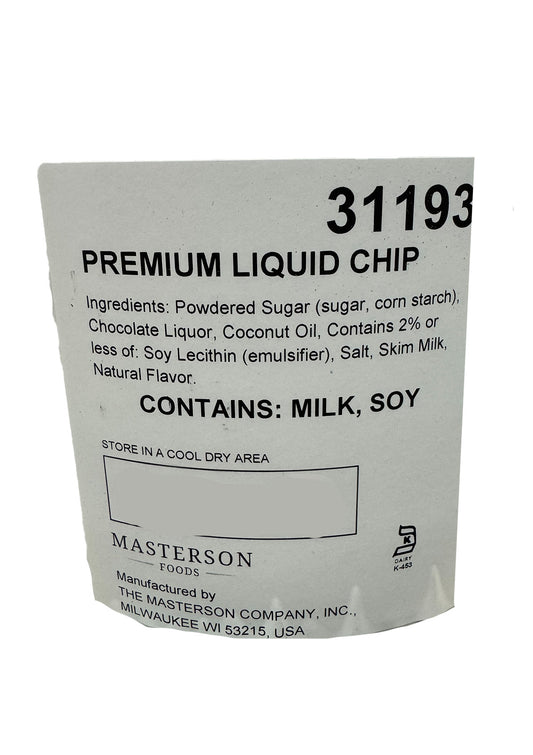 31193
PREMIUM LIQUID CHIP
Ingredients: Powdered Sugar (sugar, corn starch),
Chocolate Liquor, Coconut Oil, Contains 2% or
less of: Soy Lecithin (emulsifier), Salt, Skim Milk,
Natural Flavor.
CONTAINS: MILK, SOY
STORE IN A COOL DRY AREA
MASTERSON
FOODS
K
DAIRY
K-453
Manufactured by
THE MASTERSON COMPANY, INC.,
MILWAUKEE WI 53215, USA